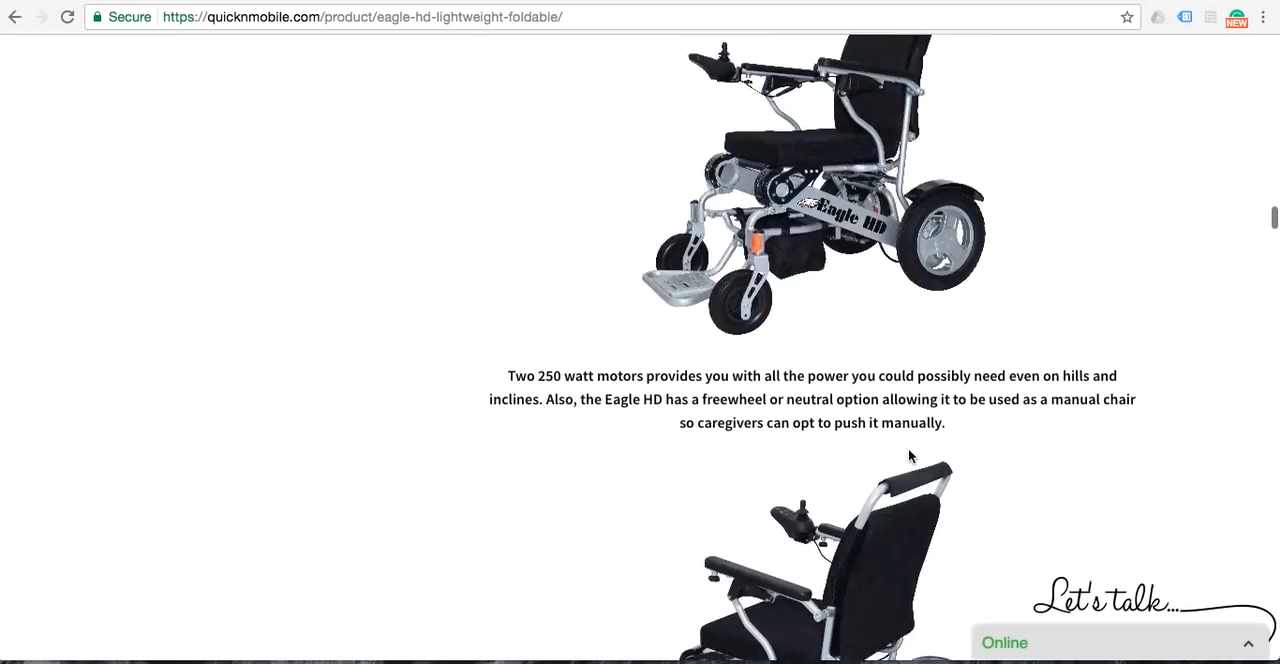 Secure https://quicknmobile.com/product/eagle-hd-lightweight-foldable/
NEW
Eagle HD
Two 250 watt motors provides you with all the power you could possibly need even on hills and
inclines. Also, the Eagle HD has a freewheel or neutral option allowing it to be used as a manual chair
so caregivers can opt to push it manually.
Let's talk...
Online